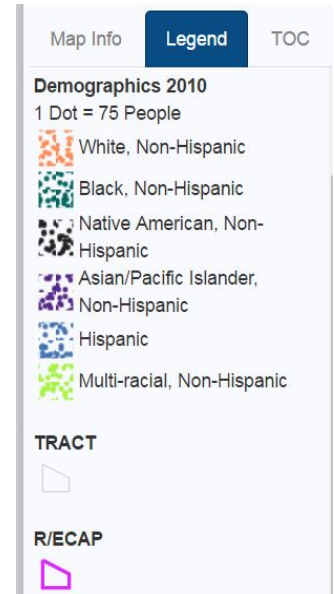 Map Info Legend TOC
Demographics 2010
1 Dot = 75 People
White, Non-Hispanic
Black, Non-Hispanic
Native American, Non-
Hispanic
Asian/Pacific Islander,
Non-Hispanic
Hispanic
Multi-racial, Non-Hispanic
TRACT
R/ECAP